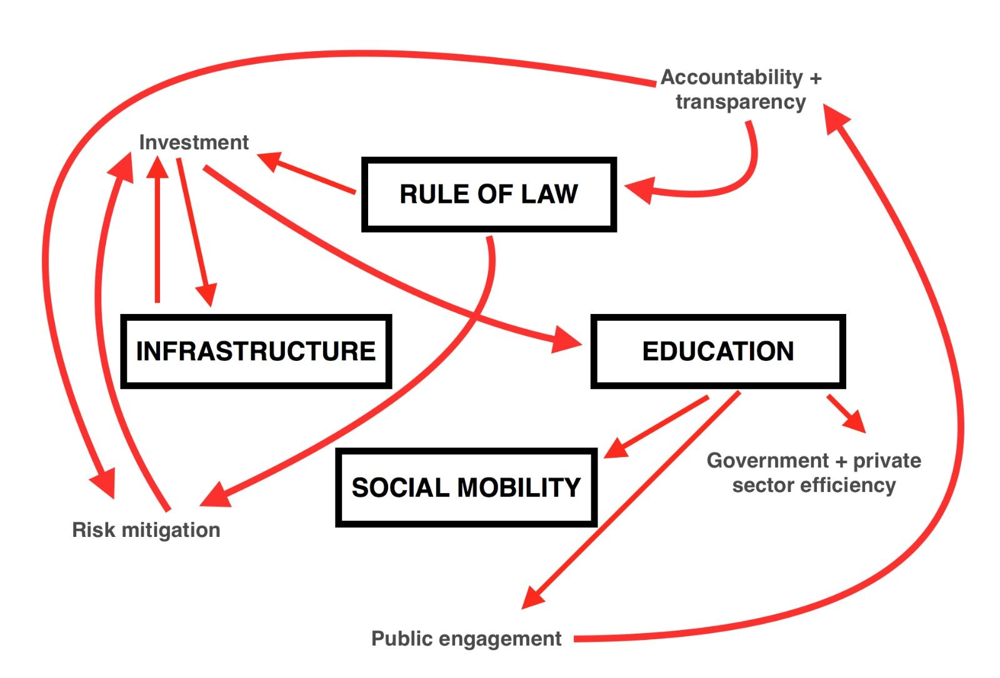 Accountability +
transparency
Investment
RULE OF LAW
INFRASTRUCTURE
EDUCATION
SOCIAL MOBILITY
Government + private
sector efficiency
Risk mitigation
Public engagement